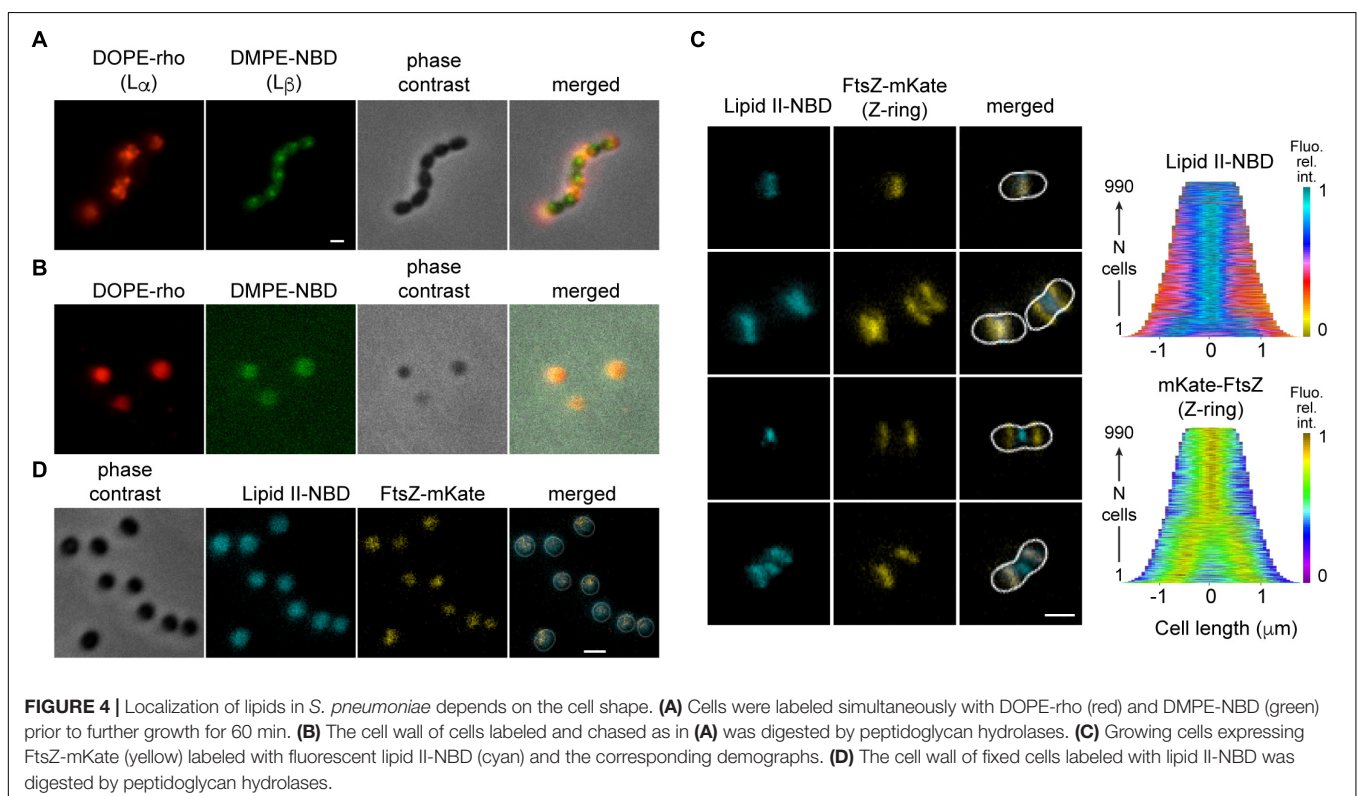 A
DOPE-rho
(Lα)
DMPE-NBD
(Lβ)
phase
contrast
merged
B
DOPE-rho
DMPE-NBD
phase
contrast
merged
D
phase
contrast
Lipid II-NBD
FtsZ-mKate
merged
C
Lipid II-NBD
FtsZ-mKate
(Z-ring)
merged
Lipid II-NBD
Fluo.
rel.
int.
1
0
990
N
cells
1
-1 0 1
mKate-FtsZ
(Z-ring)
Fluo.
rel.
int.
1
0
990
N
cells
1
-1 0 1
Cell length (μm)
FIGURE 4 | Localization of lipids in S. pneumoniae depends on the cell shape. (A) Cells were labeled simultaneously with DOPE-rho (red) and DMPE-NBD (green)
prior to further growth for 60 min. (B) The cell wall of cells labeled and chased as in (A) was digested by peptidoglycan hydrolases. (C) Growing cells expressing
FtsZ-mKate (yellow) labeled with fluorescent lipid II-NBD (cyan) and the corresponding demographs. (D) The cell wall of fixed cells labeled with lipid II-NBD was
digested by peptidoglycan hydrolases.